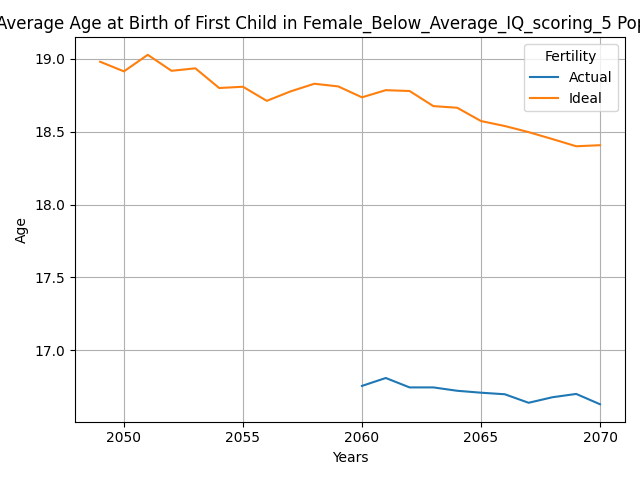 Average Age at Birth of First Child in Female_Below_Average_IQ_scoring_5 Pop
Fertility
Actual
Ideal
19.0
18.5
18.0
17.5
17.0
Age
2050 2055 2060 2065 2070
Years